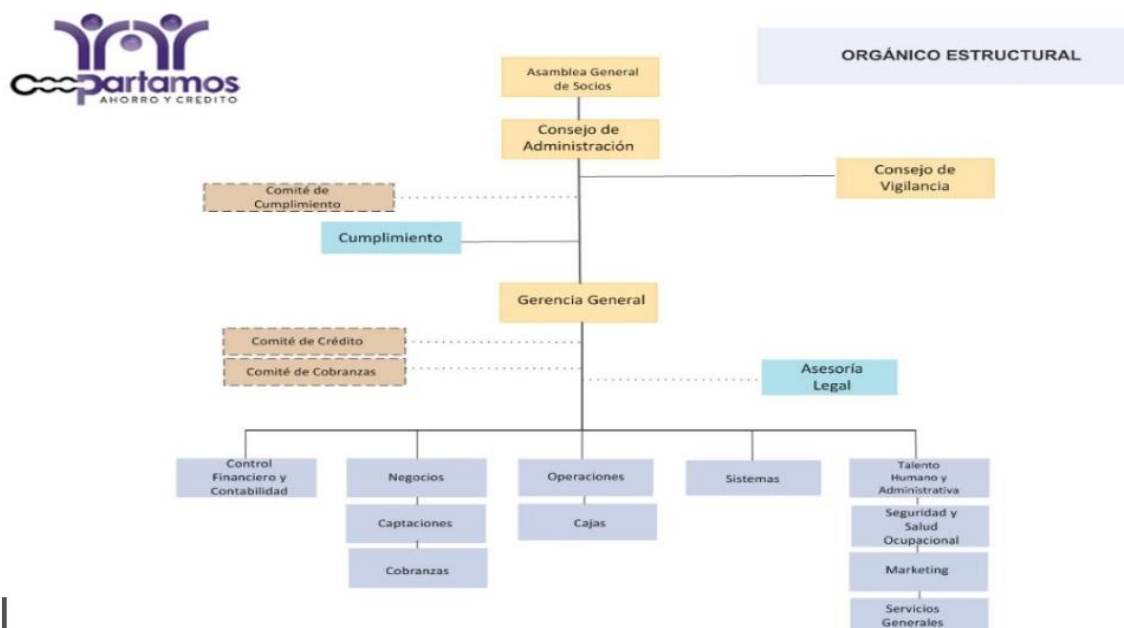 Coopartamos
AHORRO Y CREDITO
ORGÁNICO ESTRUCTURAL
Asamblea General
de Socios
Consejo de
Administración
Consejo de
Vigilancia
Comité de
Cumplimiento
Cumplimiento
Gerencia General
Comité de Crédito
Comité de Cobranzas
Asesoría
Legal
Control
Financiero y
Contabilidad
Negocios
Captaciones
Cobranzas
Operaciones
Cajas
Sistemas
Talento
Humano y
Administrativa
Seguridad y
Salud
Ocupacional
Marketing
Servicios
Generales